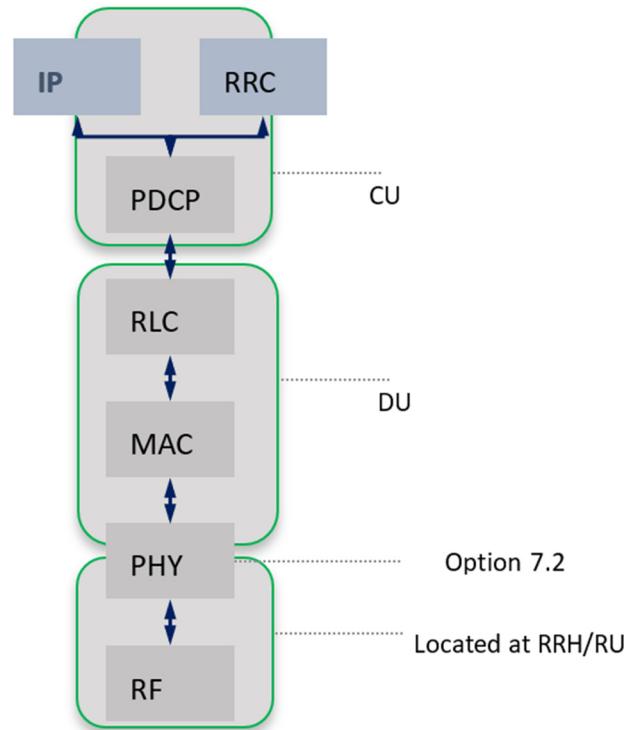 IP
RRC
PDCP
CU
RLC
DU
MAC
PHY
Option 7.2
Located at RRH/RU
RF